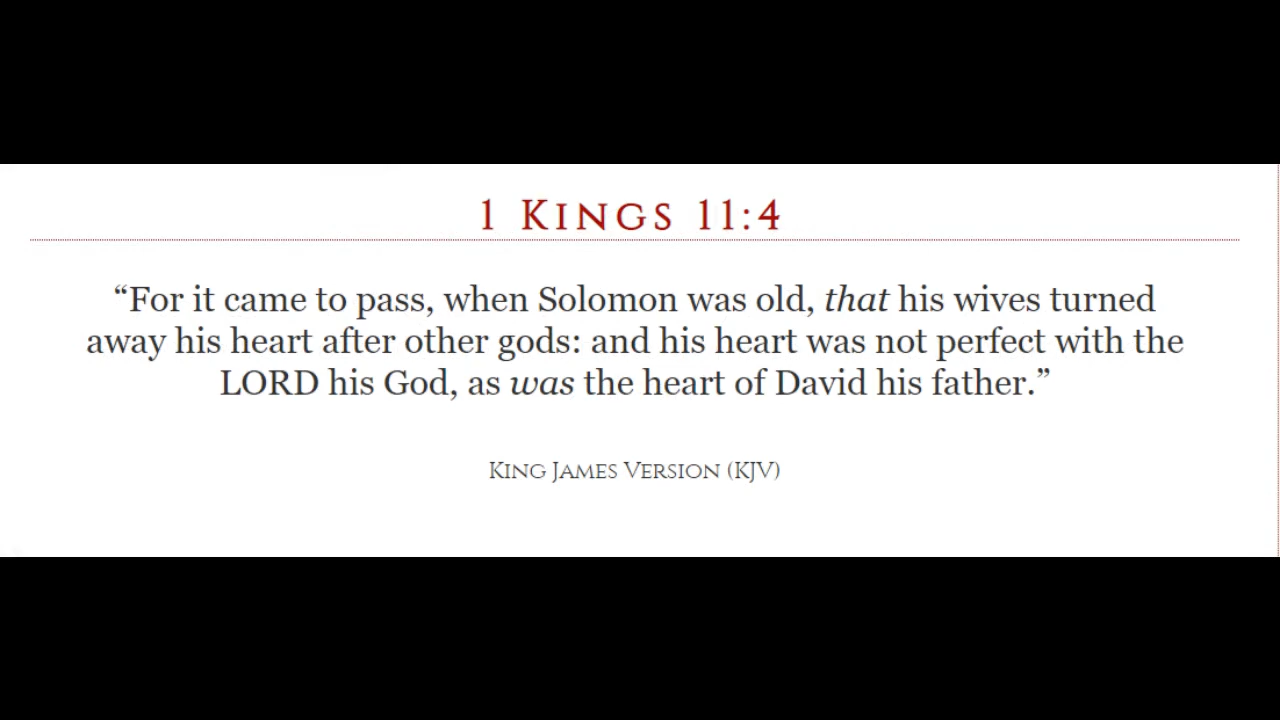 1 Kings 11:4
“For it came to pass, when Solomon was old, that his wives turned
away his heart after other gods: and his heart was not perfect with the
LORD his God, as was the heart of David his father.”
King James Version (KJV)